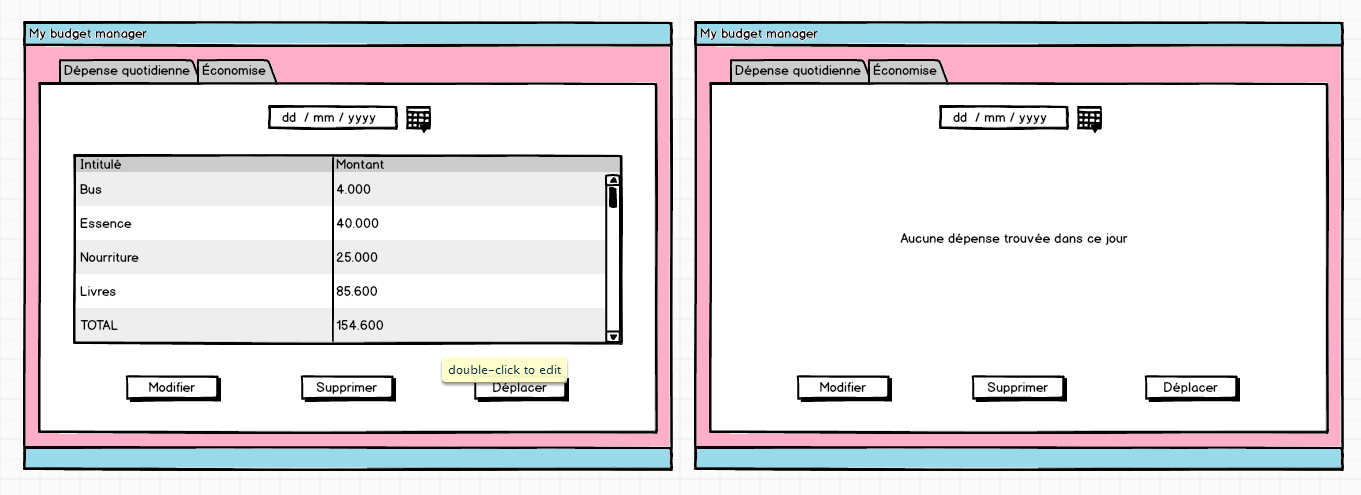 My budget manager
Dépense quotidienne Économise
dd / mm / yyyy
Intitulé Montant
Bus 4.000
Essence 40.000
Nourriture 25.000
Livres 85.600
TOTAL 154.600
double-click to edit
Modifier Supprimer Déplacer
My budget manager
Dépense quotidienne Économise
dd / mm / yyyy
Aucune dépense trouvée dans ce jour
Modifier Supprimer Déplacer